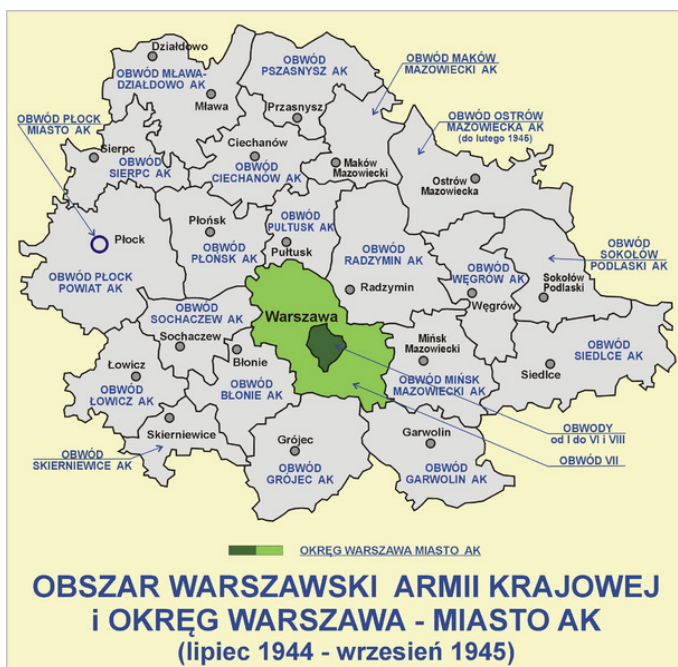 Działdowo
OBWÓD MŁAWA-
DZIAŁDOWO AK
Mława
OBWÓD
PSZASNYSZ AK
Przasnysz
OBWÓD MAKÓW
MAZOWIECKI AK
Maków
Mazowiecki
OBWÓD OSTRÓW
MAZOWIECKA AK
(do lutego 1945)
Ostrów
Mazowiecka
OBWÓD PŁOCK
MIASTO AK
Sierpc
OBWÓD
SIERPC AK
Ciechanów
OBWÓD
CIECHANÓW AK
Płock
OBWÓD PŁOCK
POWIAT AK
Płońsk
OBWÓD
PŁOŃSK AK
OBWÓD
PUŁTUSK AK
Pułtusk
OBWÓD
RADZYMIN AK
Radzymin
OBWÓD
WĘGRÓW AK
Węgrów
OBWÓD
SOKOŁÓW
PODLASKI AK
Sokołów
Podlaski
OBWÓD
SOCHACZEW AK
Sochaczew
Warszawa
Błonie
OBWÓD
BŁONIE AK
Łowicz
OBWÓD
ŁOWICZ AK
Mińsk
Mazowiecki
OBWÓD MIŃSK
MAZOWIECKI AK
OBWÓD
SIEDLCE AK
Siedlce
Skierniewice
OBWÓD
SKIERNIEWICE AK
Grójec
OBWÓD
GRÓJEC AK
Garwolin
OBWÓD
GARWOLIN AK
OBWODY
od I do VI i VIII
OBWÓD VII
OKRĘG WARSZAWA MIASTO AK
OBSZAR WARSZAWSKI ARMII KRAJOWEJ
i OKRĘG WARSZAWA - MIASTO AK
(lipiec 1944 - wrzesień 1945)